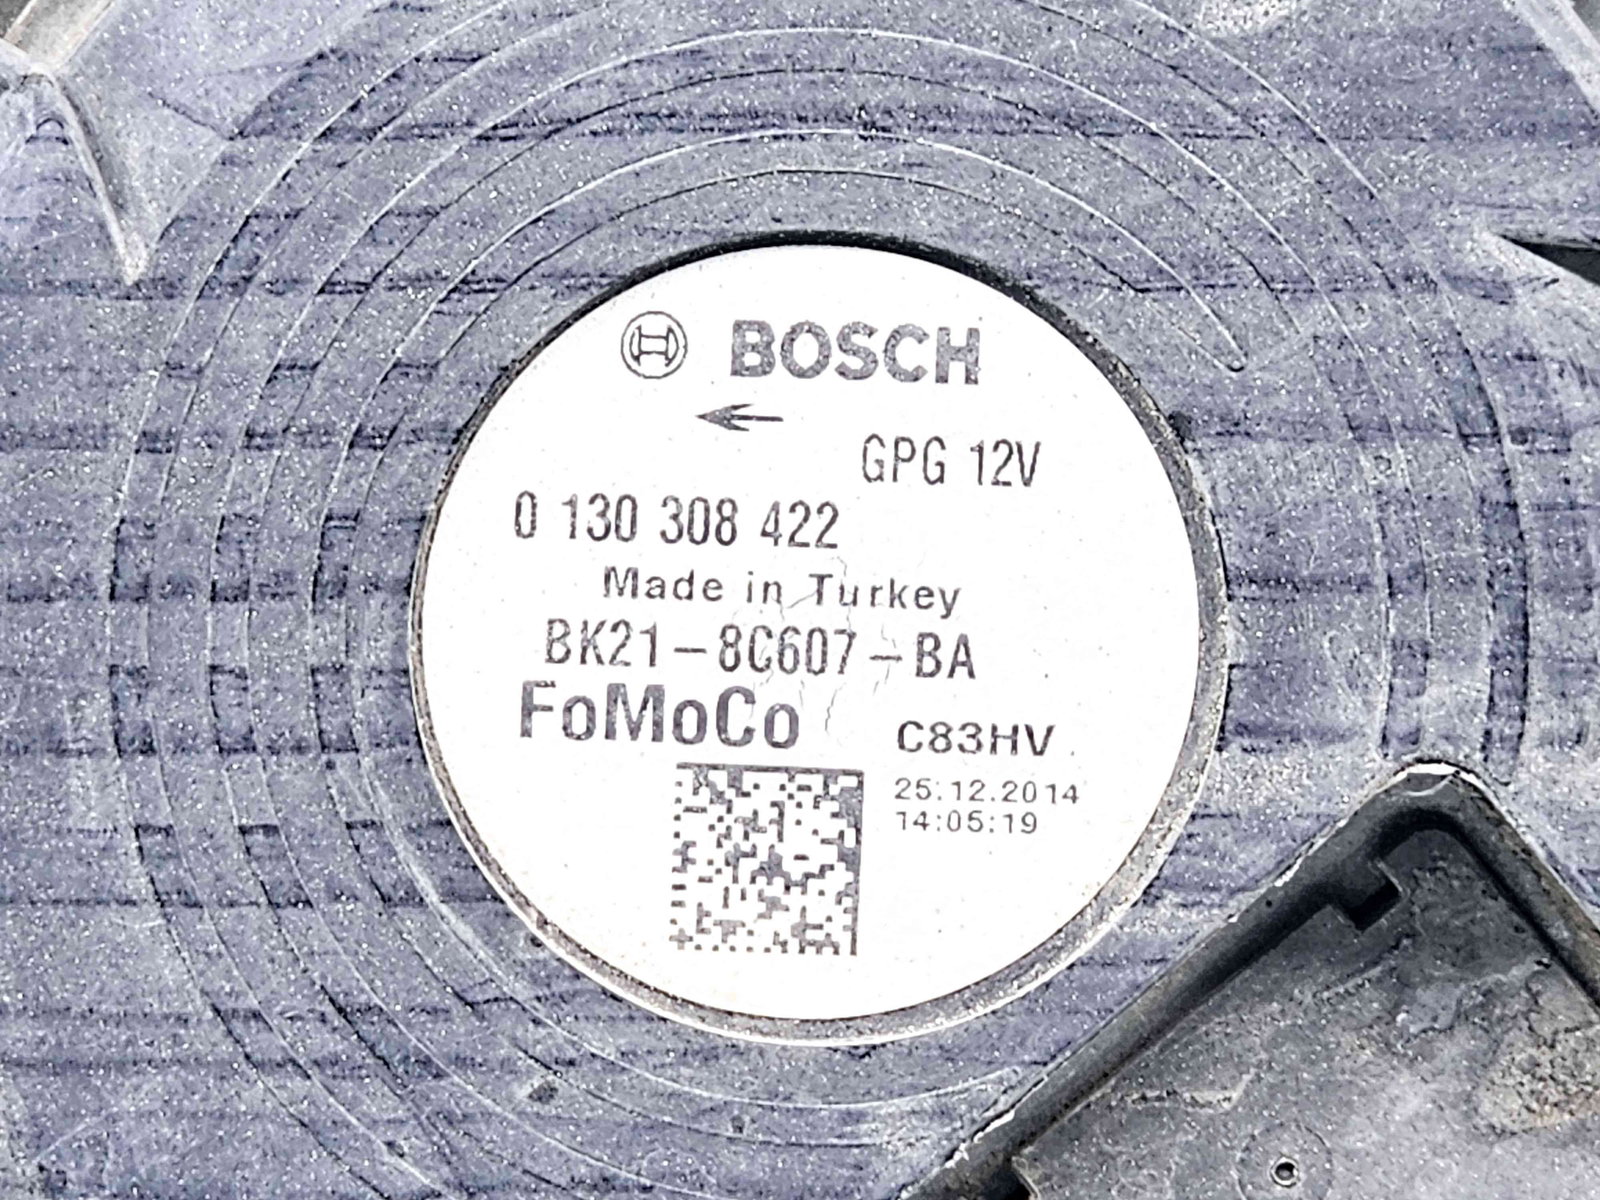 BOSCH
GPG 12V
0 130 308 422
Made in Turkey
BK21-8C607-BA
FoMoCo C83HV
25.12.2014
14:05:19